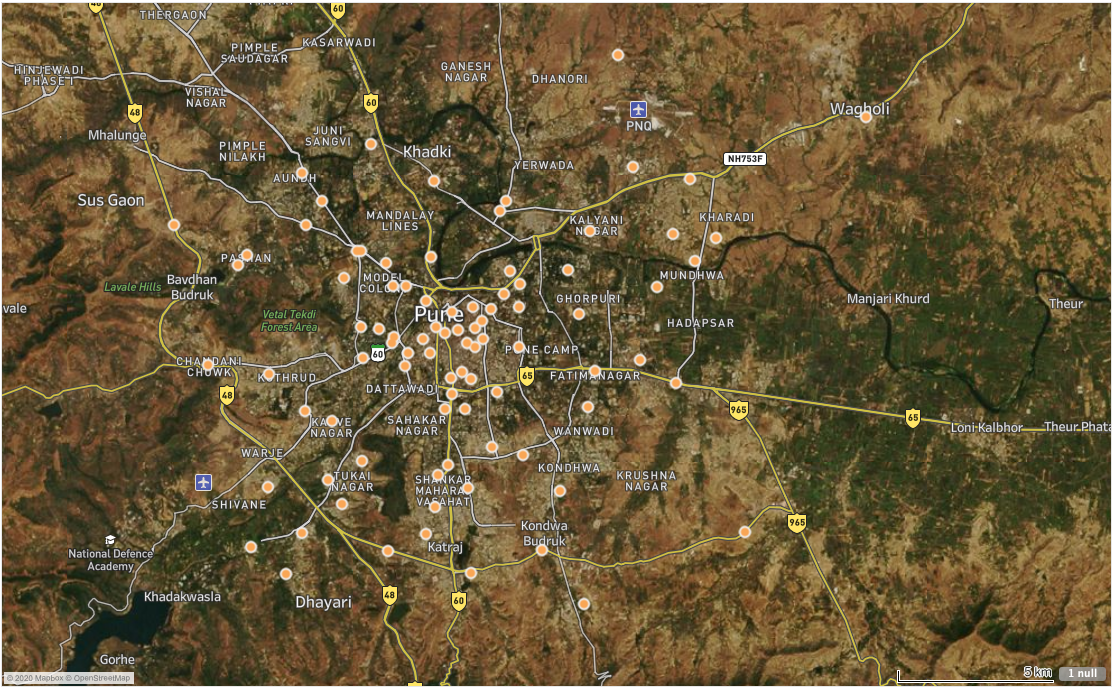 48
THERGAON
60
KASARWADI
PIMPLE
SAUDAGAR
HINJEWADI
PHASE I
GANESH
NAGAR
DHANORI
VISHAL
NAGAR
60
48
PNQ
Wagholi
Mhalunge
JUNI
SANGVI
PIMPLE
NILAKH
Khadki
NH753F
YERWADA
AUNDH
Sus Gaon
MANDALAY
LINES
KALYANI
NAGAR
KHARADI
PASHAN
MODEL
COLO
MUNDHWA
Lavale Hills
Bavdhan
Budruk
GHORPURI
Manjari Khurd
Theur
vale
Vetal Tekdi
Forest Area
Pune
HADAPSAR
60
PUNE CAMP
CHANDANI
CHOWK
KOTHRUD
65
FATIMANAGAR
DATTAWADI
48
965
65
KARVE
NAGAR
SAHAKAR
NAGAR
WANWADI
Loni Kalbhor
Theur Phata
WARJE
KONDHWA
TUKAI
NAGAR
SHANKAR
MAHARAJ
VASAHAT
KRUSHNA
NAGAR
SHIVANE
965
Kondwa
Budruk
National Defence
Academy
Katraj
Khadakwasla
Dhayari
48
60
Gorhe
5 km
1 null
© 2020 Mapbox © OpenStreetMap